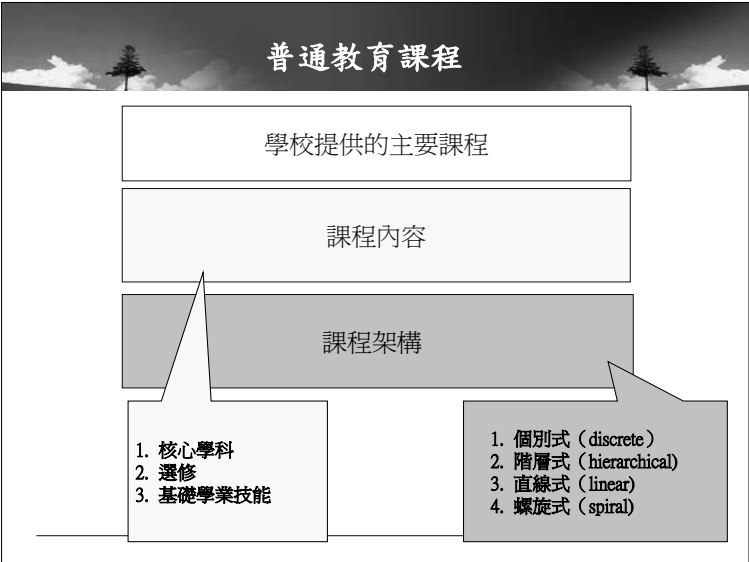 普通教育課程
學校提供的主要課程
課程內容
課程架構
1. 核心學科
2. 選修
3. 基礎學業技能
1. 個別式（discrete）
2. 階層式（hierarchical)
3. 直線式（linear)
4. 螺旋式（spiral)